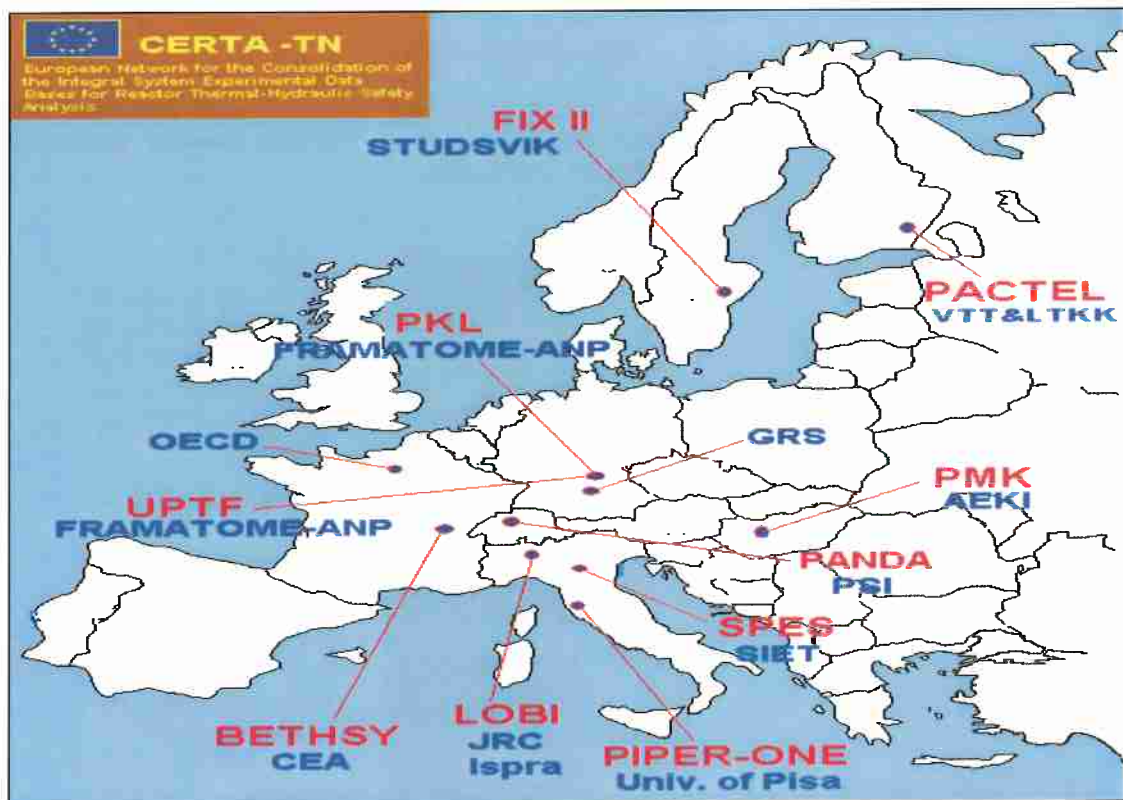 CERTA -TN
European Network for the Consolidation of
the Integral System Experimental Data
Bases for Reactor Thermal-Hydraulic Safety
Analysis.
FIX II
STUDSVIK
PACTEL
VTT&LTKK
PKL
FRAMATOME-ANP
OECD
GRS
UPTF
FRAMATOME-ANP
PMK
AEKI
PANDA
PSI
SPES
SIET
BETHSY
CEA
LOBI
JRC
Ispra
PIPER-ONE
Univ. of Pisa